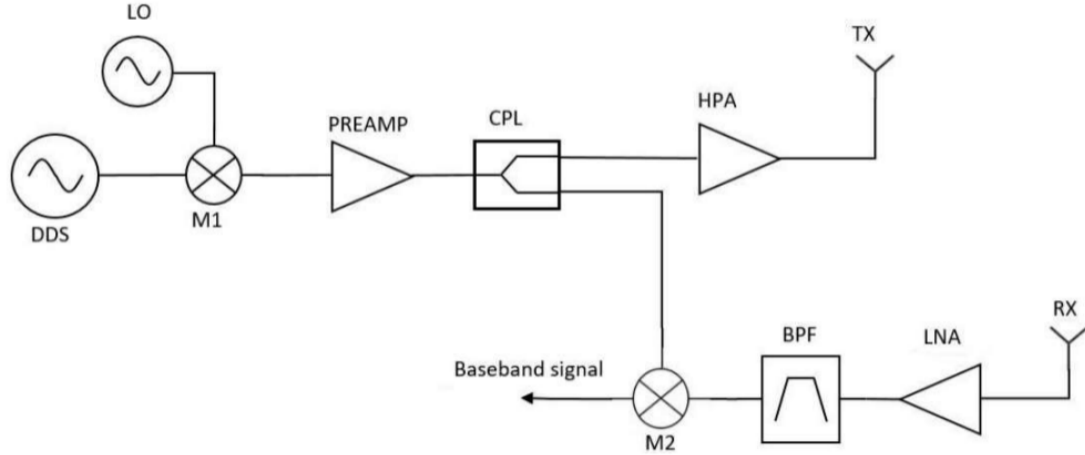 LO
TX
HPA
PREAMP
CPL
M1
DDS
RX
BPF
LNA
Baseband signal
M2